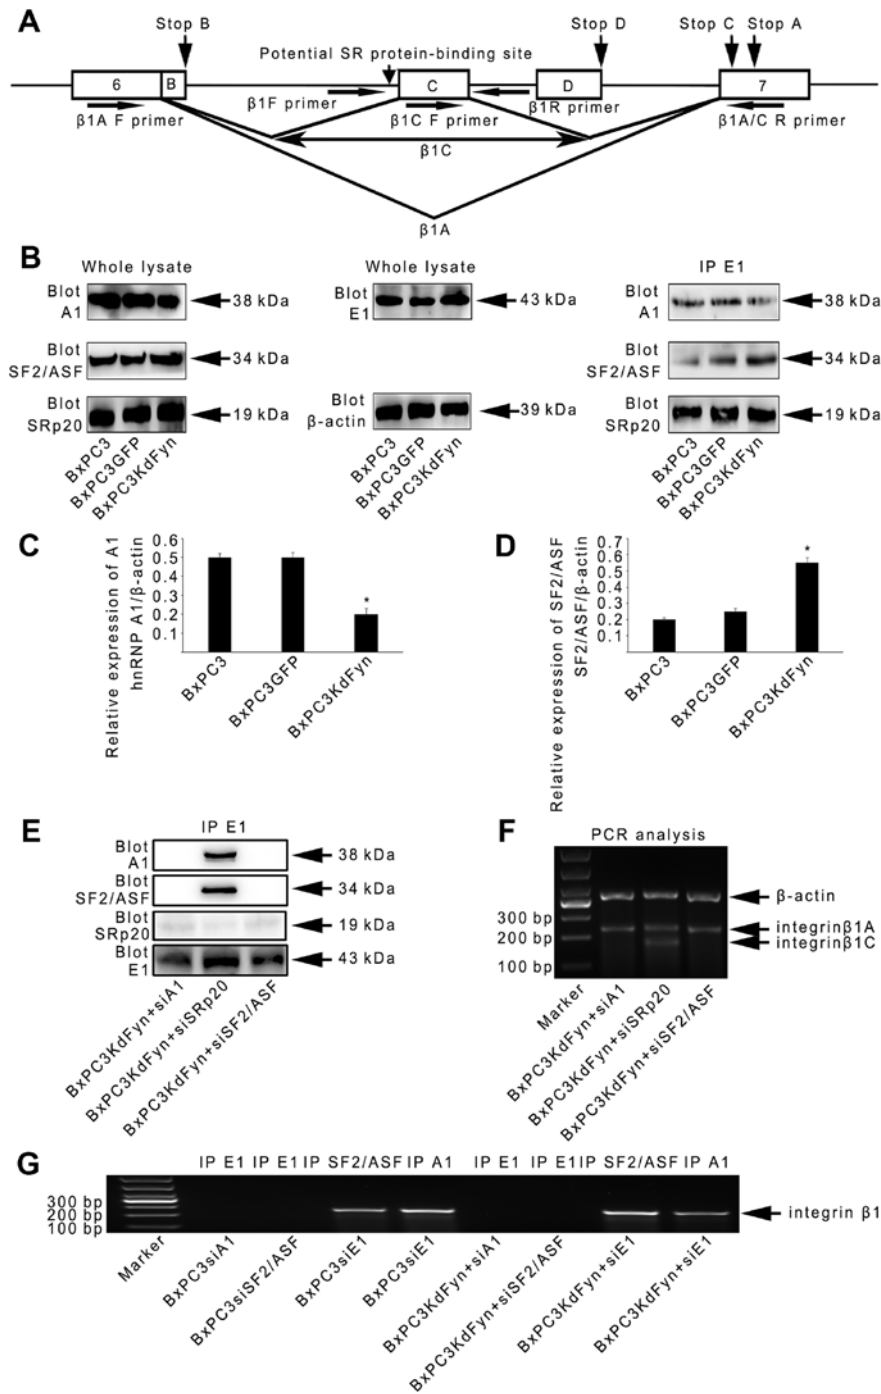 A
Stop B
Stop D
Stop C
Stop A
Potential SR protein-binding site
6
B
C
D
7
β1F primer
β1R primer
β1A F primer
β1C F primer
β1A/C R primer
β1C
β1A
B
Whole lysate
Whole lysate
IP E1
Blot
A1
38 kDa
Blot
E1
43 kDa
Blot
A1
38 kDa
Blot
SF2/ASF
34 kDa
Blot
SF2/ASF
34 kDa
Blot
SRp20
19 kDa
Blot
β-actin
39 kDa
Blot
SRp20
19 kDa
BxPC3
BxPC3GFP
BxPC3KdFyn
BxPC3
BxPC3GFP
BxPC3KdFyn
BxPC3
BxPC3GFP
BxPC3KdFyn
C
Relative expression of A1
hnRNP A1/β-actin
0.6
0.5
0.4
0.3
0.2
0.1
*
BxPC3
BxPC3GFP
BxPC3KdFyn
D
Relative expression of SF2/ASF
SF2/ASF/β-actin
0.7
0.6
0.5
0.4
0.3
0.2
0.1
*
BxPC3
BxPC3GFP
BxPC3KdFyn
E
IP E1
Blot
A1
38 kDa
Blot
SF2/ASF
34 kDa
Blot
SRp20
19 kDa
Blot
E1
43 kDa
BxPC3KdFyn+siA1
BxPC3KdFyn+siSRp20
BxPC3KdFyn+siSF2/ASF
F
PCR analysis
β-actin
300 bp
200 bp
100 bp
integrinβ1A
integrinβ1C
Marker
BxPC3KdFyn+siA1
BxPC3KdFyn+siSRp20
BxPC3KdFyn+siSF2/ASF
G
IP E1 IP E1 IP SF2/ASF IP A1 IP E1 IP E1 IP SF2/ASF IP A1
300 bp
200 bp
100 bp
integrin β1
Marker
BxPC3siA1
BxPC3siSF2/ASF
BxPC3siE1
BxPC3siE1
BxPC3KdFyn+siA1
BxPC3KdFyn+siSF2/ASF
BxPC3KdFyn+siE1
BxPC3KdFyn+siE1